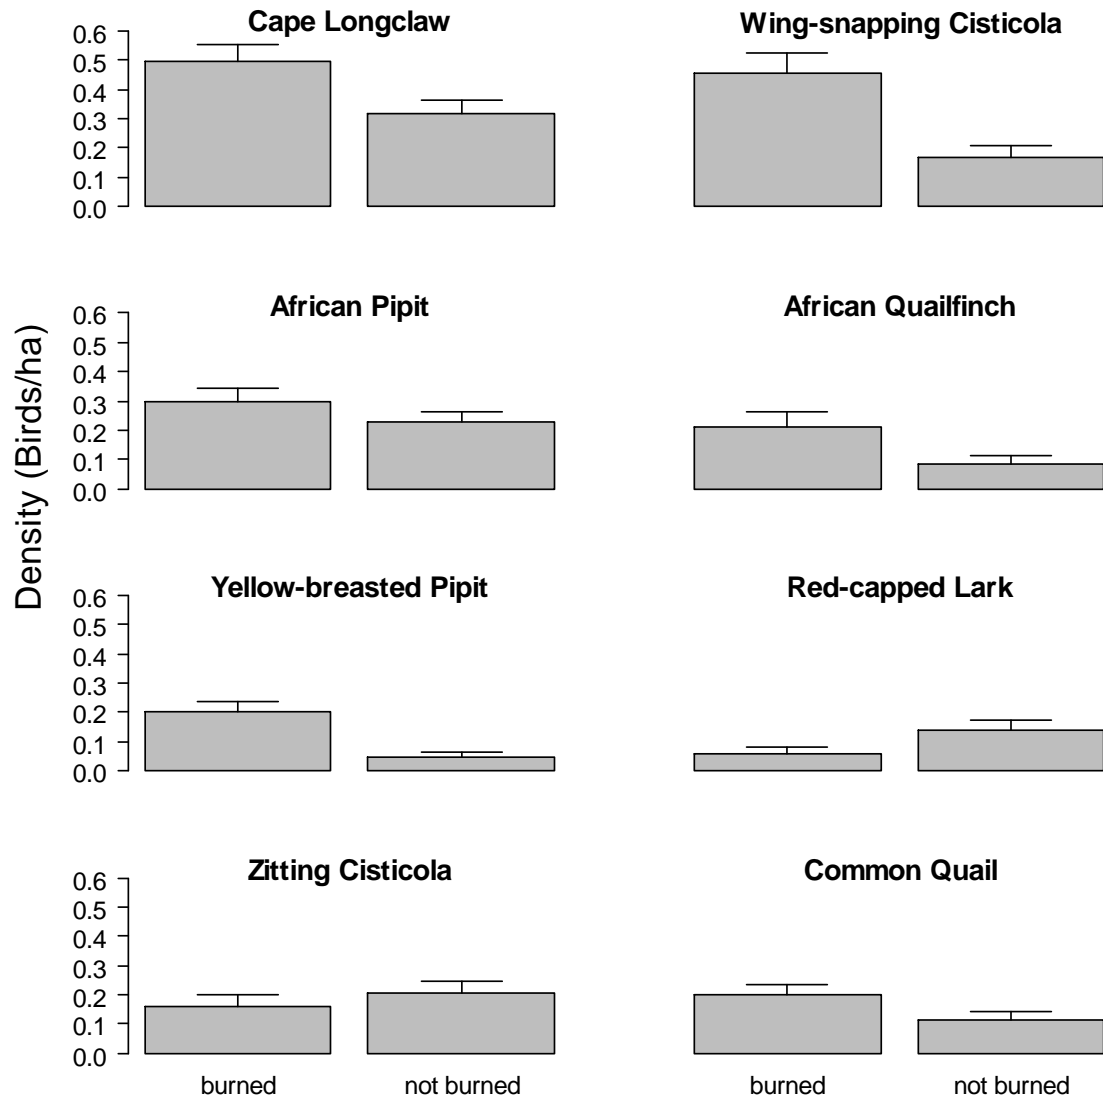 Density (Birds/ha)
Cape Longclaw
0.6
0.5
0.4
0.3
0.2
0.1
0.0
Wing-snapping Cisticola
African Pipit
0.6
0.5
0.4
0.3
0.2
0.1
0.0
African Quailfinch
Yellow-breasted Pipit
0.6
0.5
0.4
0.3
0.2
0.1
0.0
Red-capped Lark
Zitting Cisticola
0.6
0.5
0.4
0.3
0.2
0.1
0.0
Common Quail
burned
not burned
burned
not burned